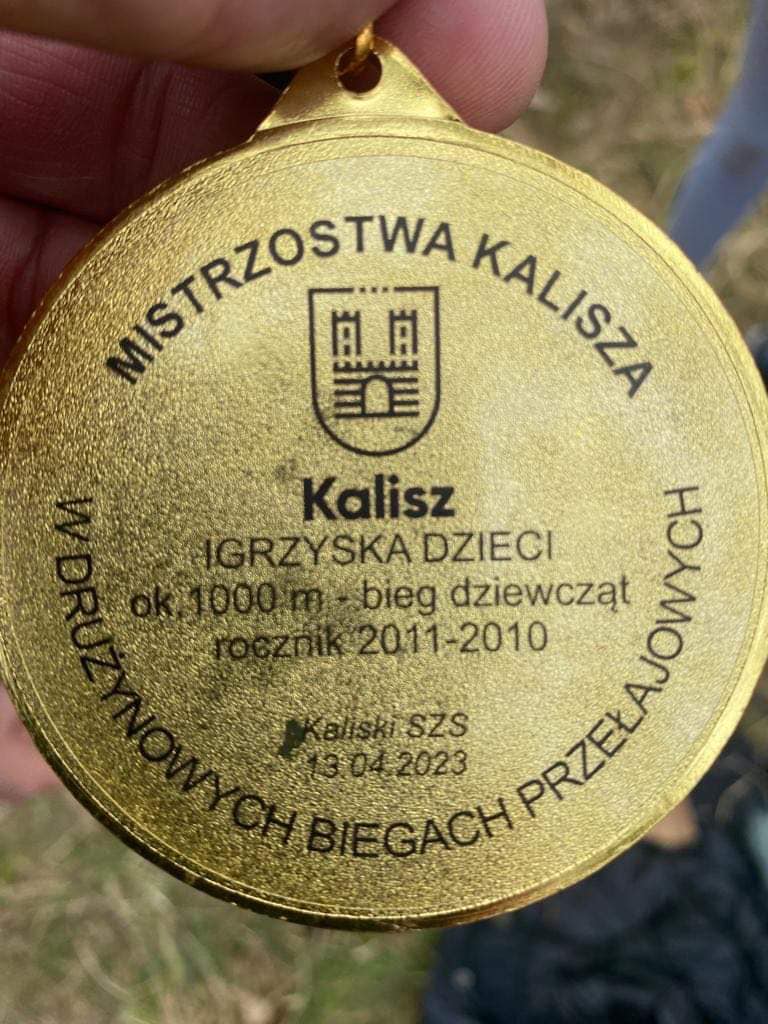 MISTRZOSTWA KALISZA
Kalisz
IGRZYSKA DZIECI
ok.1000 m - bieg dziewcząt
rocznik 2011-2010
Kaliski SZS
13.04.2023
W DRUŻYNOWYCH BIEGACH PRZEŁAJOWYCH